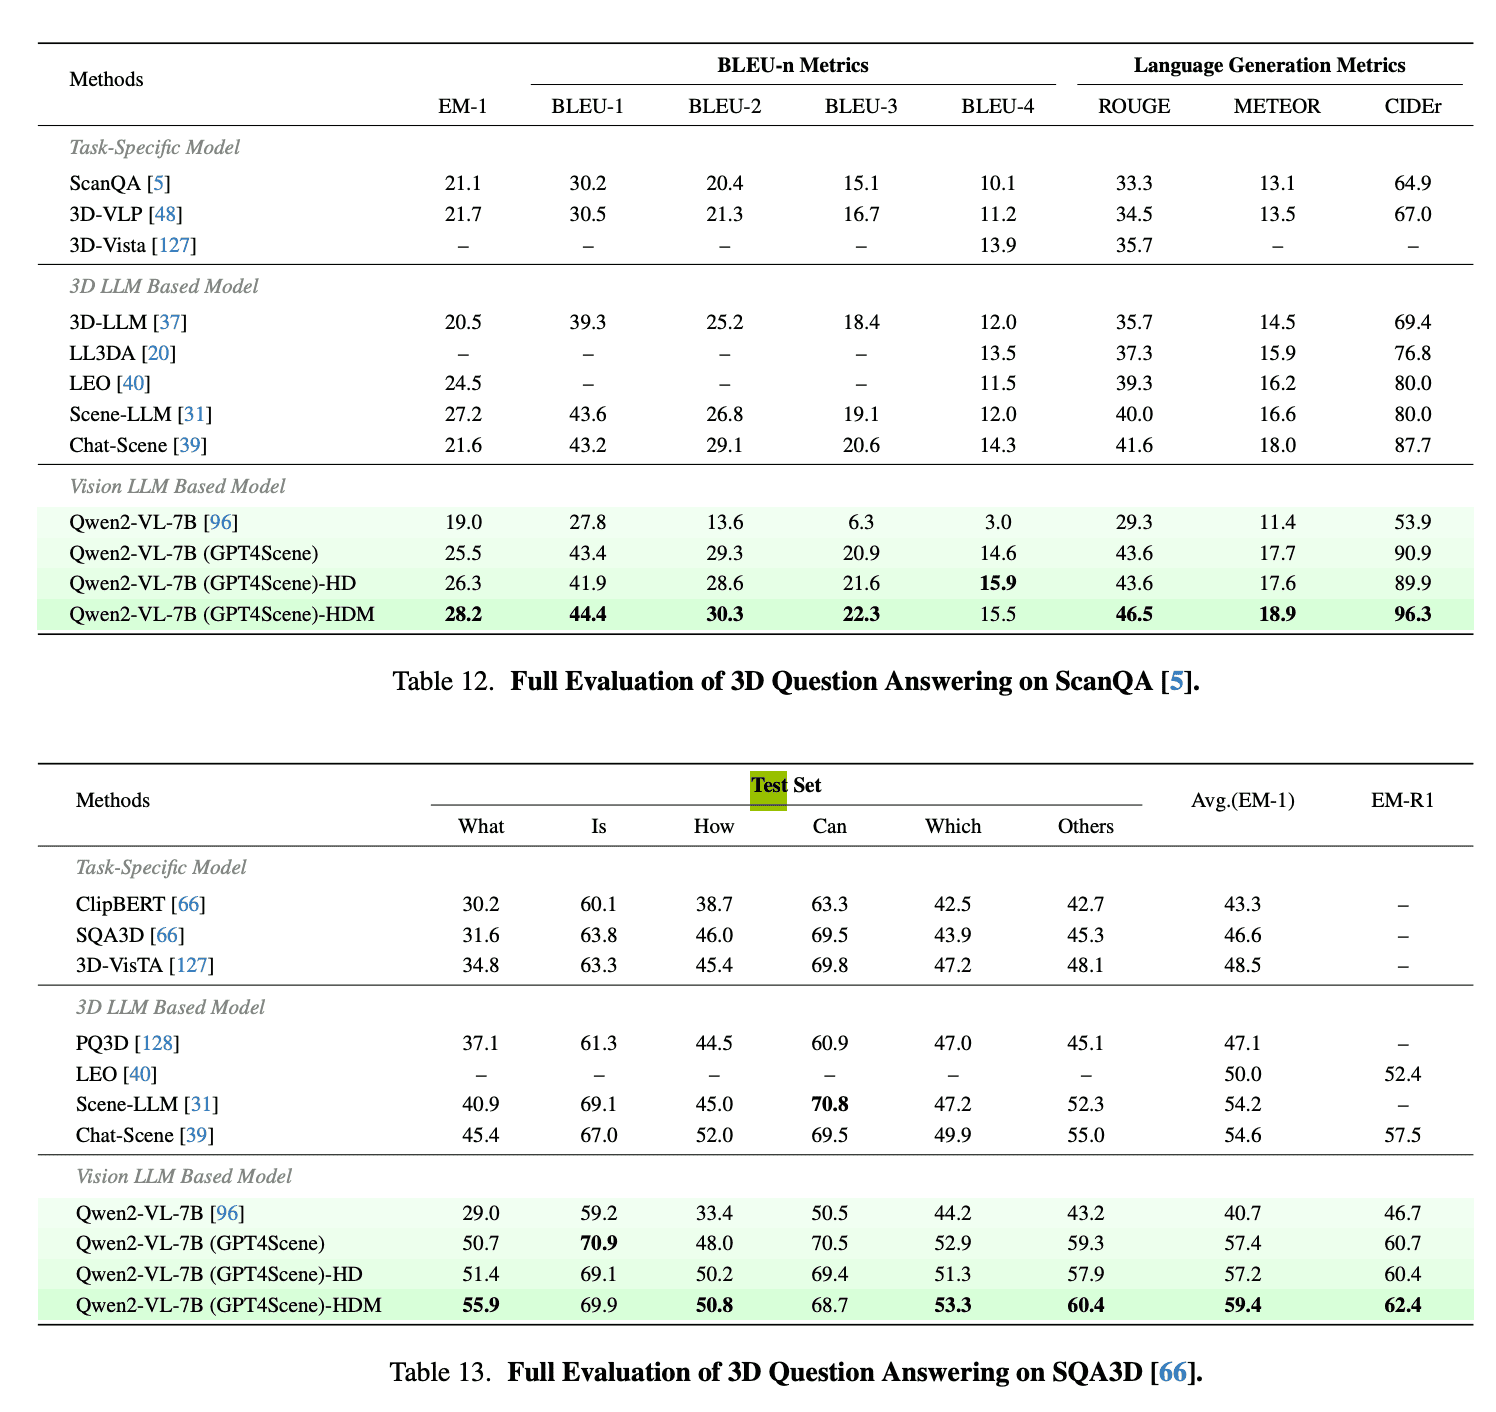 BLEU-n Metrics Language Generation Metrics
Methods
EM-1 BLEU-1 BLEU-2 BLEU-3 BLEU-4 ROUGE METEOR CIDEr
Task-Specific Model
ScanQA [5] 21.1 30.2 20.4 15.1 10.1 33.3 13.1 64.9
3D-VLP [48] 21.7 30.5 21.3 16.7 11.2 34.5 13.5 67.0
3D-Vista [127] – – – – 13.9 35.7 – –
3D LLM Based Model
3D-LLM [37] 20.5 39.3 25.2 18.4 12.0 35.7 14.5 69.4
LL3DA [20] – – – – 13.5 37.3 15.9 76.8
LEO [40] 24.5 – – – 11.5 39.3 16.2 80.0
Scene-LLM [31] 27.2 43.6 26.8 19.1 12.0 40.0 16.6 80.0
Chat-Scene [39] 21.6 43.2 29.1 20.6 14.3 41.6 18.0 87.7
Vision LLM Based Model
Qwen2-VL-7B [96] 19.0 27.8 13.6 6.3 3.0 29.3 11.4 53.9
Qwen2-VL-7B (GPT4Scene) 25.5 43.4 29.3 20.9 14.6 43.6 17.7 90.9
Qwen2-VL-7B (GPT4Scene)-HD 26.3 41.9 28.6 21.6 15.9 43.6 17.6 89.9
Qwen2-VL-7B (GPT4Scene)-HDM 28.2 44.4 30.3 22.3 15.5 46.5 18.9 96.3
Table 12. Full Evaluation of 3D Question Answering on ScanQA [5].
Test Set
Methods Avg.(EM-1) EM-R1
What Is How Can Which Others
Task-Specific Model
ClipBERT [66] 30.2 60.1 38.7 63.3 42.5 42.7 43.3 –
SQA3D [66] 31.6 63.8 46.0 69.5 43.9 45.3 46.6 –
3D-VisTA [127] 34.8 63.3 45.4 69.8 47.2 48.1 48.5 –
3D LLM Based Model
PQ3D [128] 37.1 61.3 44.5 60.9 47.0 45.1 47.1 –
LEO [40] – – – – – – 50.0 52.4
Scene-LLM [31] 40.9 69.1 45.0 70.8 47.2 52.3 54.2 –
Chat-Scene [39] 45.4 67.0 52.0 69.5 49.9 55.0 54.6 57.5
Vision LLM Based Model
Qwen2-VL-7B [96] 29.0 59.2 33.4 50.5 44.2 43.2 40.7 46.7
Qwen2-VL-7B (GPT4Scene) 50.7 70.9 48.0 70.5 52.9 59.3 57.4 60.7
Qwen2-VL-7B (GPT4Scene)-HD 51.4 69.1 50.2 69.4 51.3 57.9 57.2 60.4
Qwen2-VL-7B (GPT4Scene)-HDM 55.9 69.9 50.8 68.7 53.3 60.4 59.4 62.4
Table 13. Full Evaluation of 3D Question Answering on SQA3D [66].